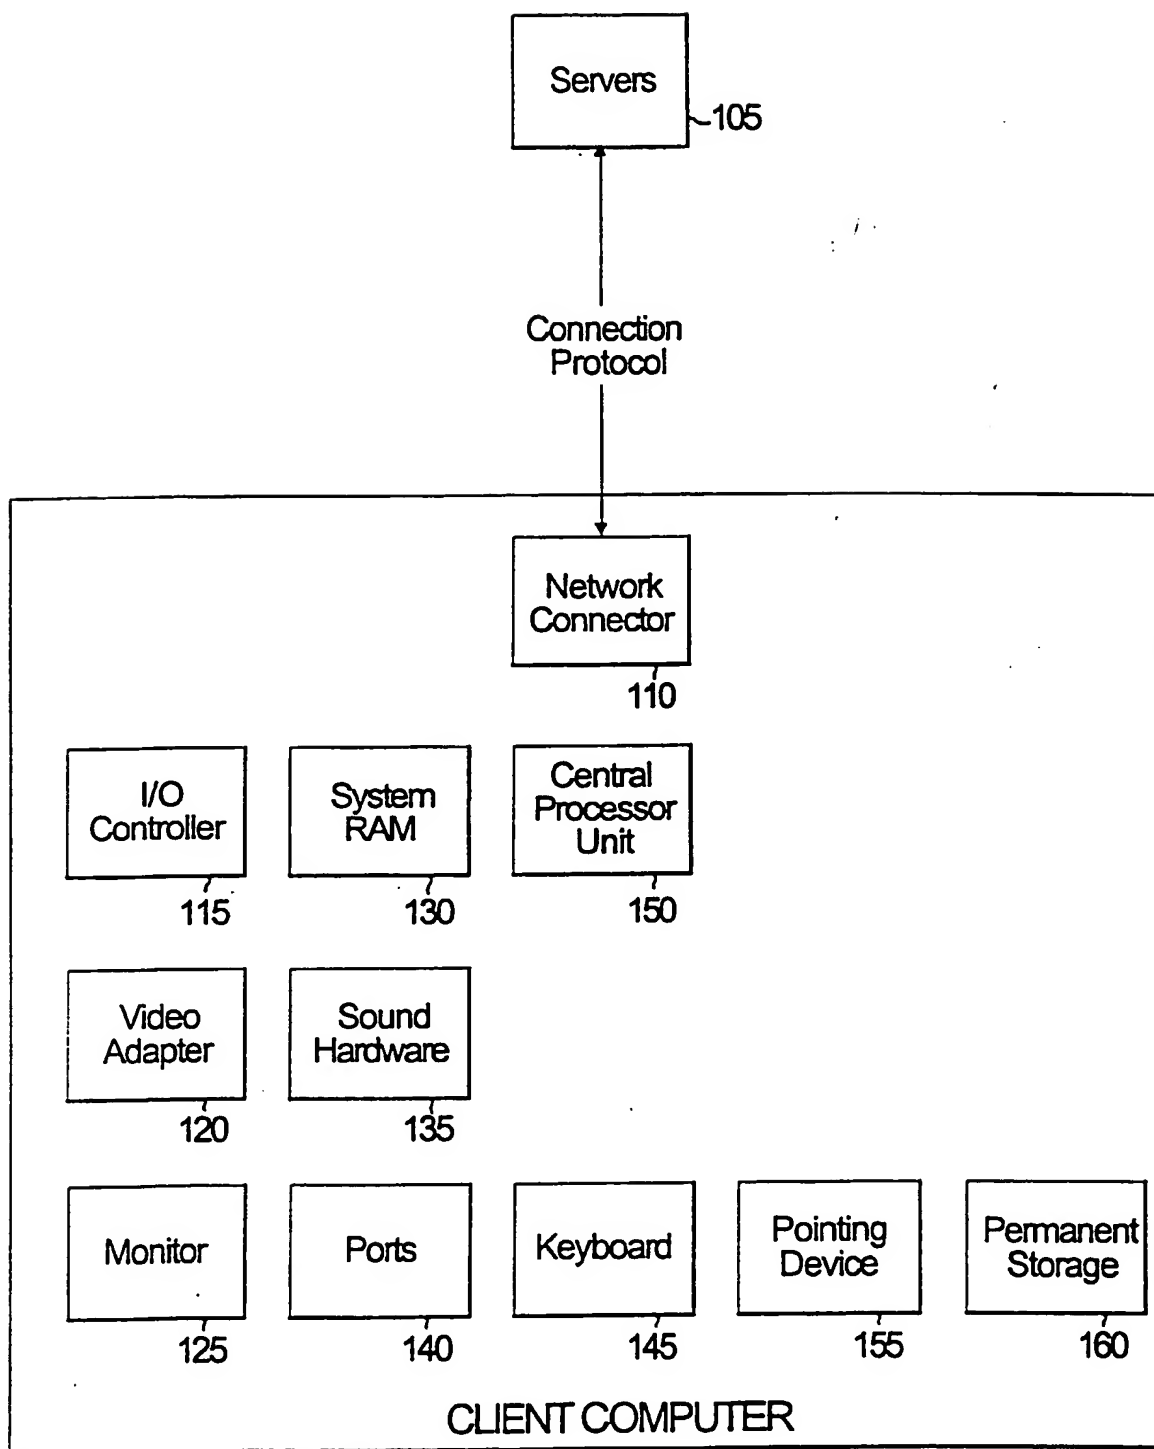 Servers
105
Connection
Protocol
Network
Connector
110
I/O
Controller
115
System
RAM
130
Central
Processor
Unit
150
Video
Adapter
120
Sound
Hardware
135
Monitor
125
Ports
140
Keyboard
145
Pointing
Device
155
Permanent
Storage
160
CLIENT COMPUTER